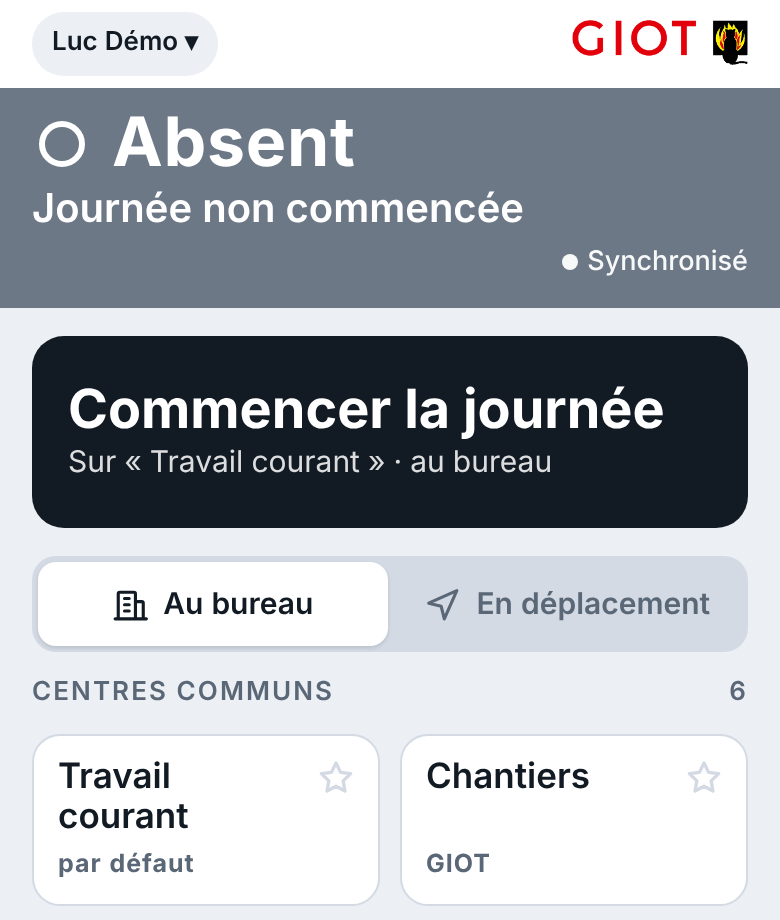 Luc Démo ▾
GIOT
Absent
Journée non commencée
Synchronisé
Commencer la journée
Sur « Travail courant » · au bureau
Au bureau
En déplacement
CENTRES COMMUNS
6
Travail
courant
par défaut
Chantiers
GIOT